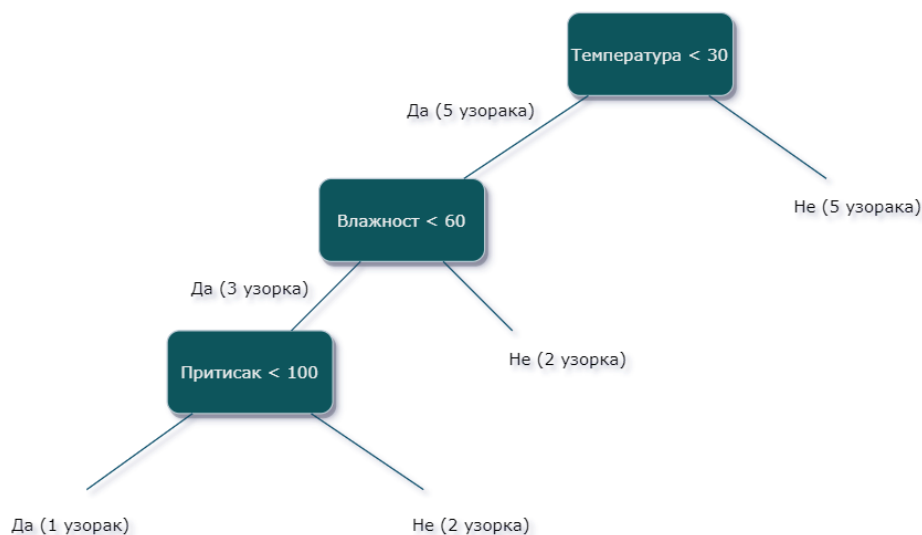 Температура < 30
Да (5 узорака)
Не (5 узорака)
Влажност < 60
Да (3 узорка)
Не (2 узорка)
Притисак < 100
Да (1 узорак)
Не (2 узорка)